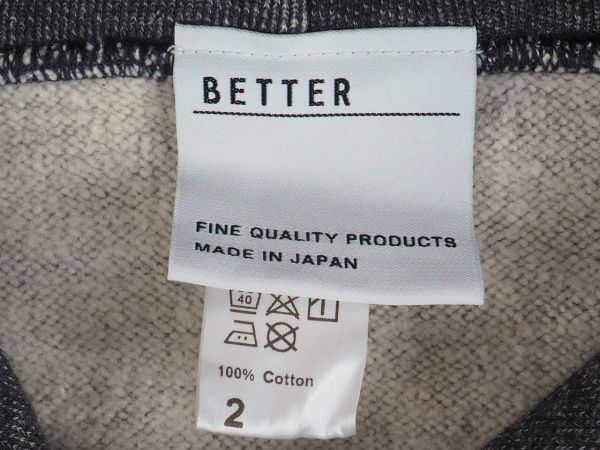 BETTER
FINE QUALITY PRODUCTS
MADE IN JAPAN
40
100% Cotton
2